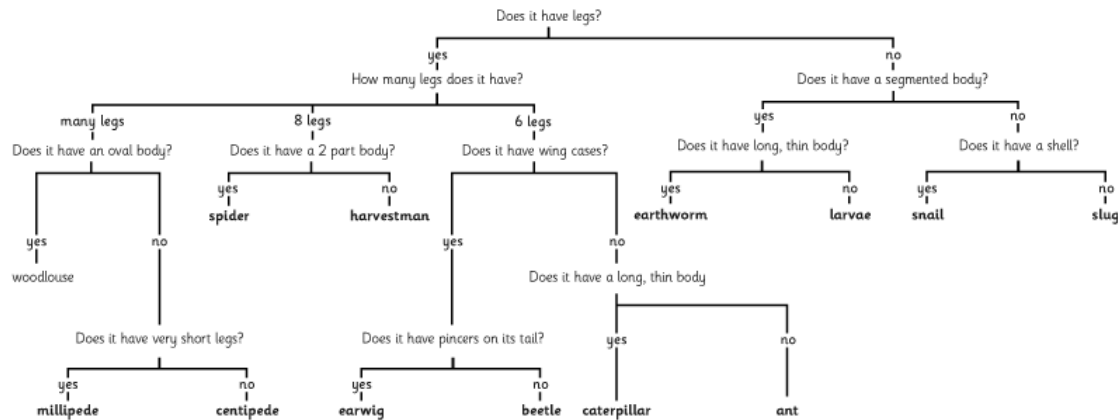 Does it have legs?
yes
no
How many legs does it have?
Does it have a segmented body?
many legs
8 legs
6 legs
yes
no
Does it have an oval body?
Does it have a 2 part body?
Does it have wing cases?
Does it have long, thin body?
Does it have a shell?
yes
no
yes
no
yes
no
spider
harvestman
earthworm
larvae
snail
slug
yes
no
yes
no
woodlouse
Does it have a long, thin body
Does it have very short legs?
Does it have pincers on its tail?
yes
no
yes
no
yes
no
millipede
centipede
earwig
beetle
caterpillar
ant